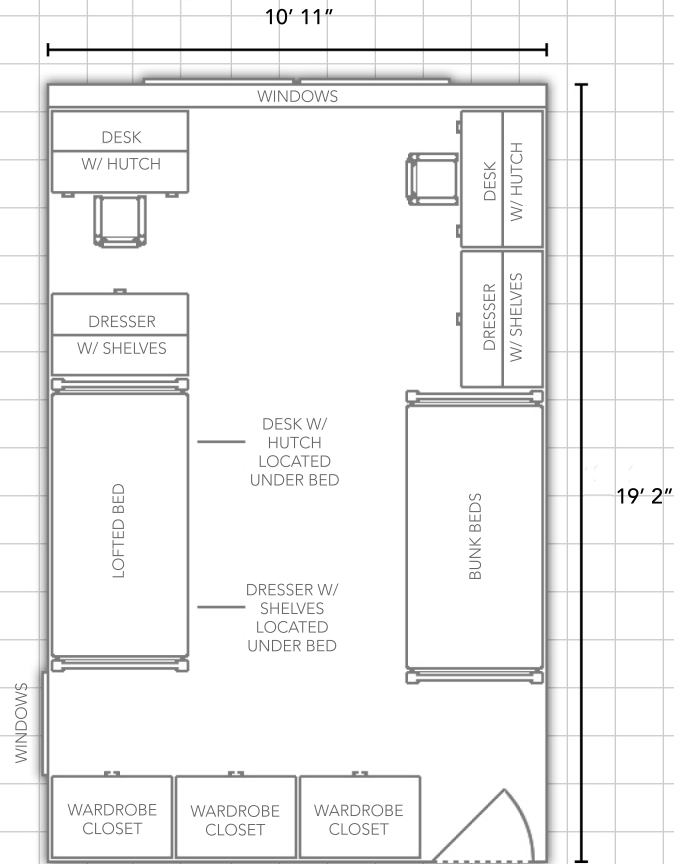 10’ 11”
WINDOWS
DESK
W/ HUTCH
DESK
W/ HUTCH
DRESSER
W/ SHELVES
DRESSER
W/ SHELVES
DESK W/
HUTCH
LOCATED
UNDER BED
19’ 2”
LOFTED BED
BUNK BEDS
DRESSER W/
SHELVES
LOCATED
UNDER BED
WINDOWS
WARDROBE
CLOSET
WARDROBE
CLOSET
WARDROBE
CLOSET